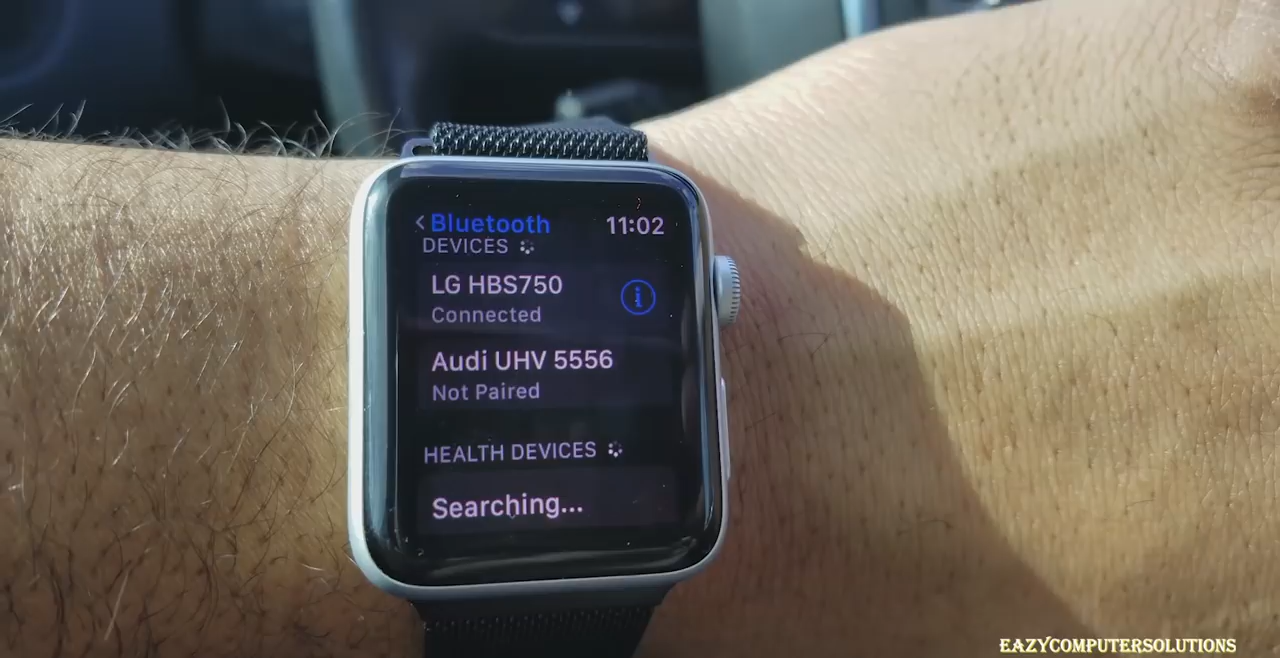 < Bluetooth 11:02
DEVICES
LG HBS750
Connected
i
Audi UHV 5556
Not Paired
HEALTH DEVICES
Searching...
EAZYCOMPUTERSOLUTIONS